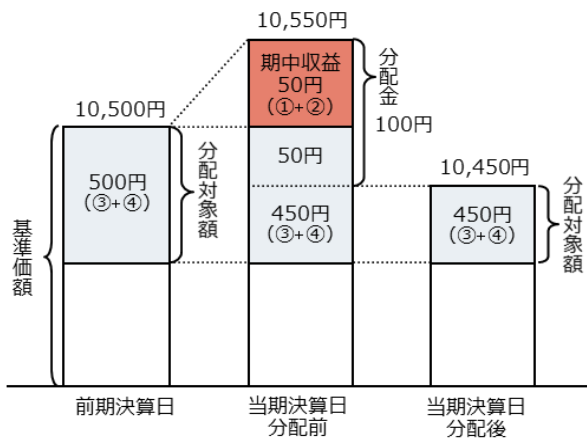 10,550円
期中収益
50円
(①+②)
分配金
100円
10,500円
50円
10,450円
500円
(③+④)
分配対象額
450円
(③+④)
450円
(③+④)
分配対象額
基準価額
前期決算日
当期決算日
分配前
当期決算日
分配後